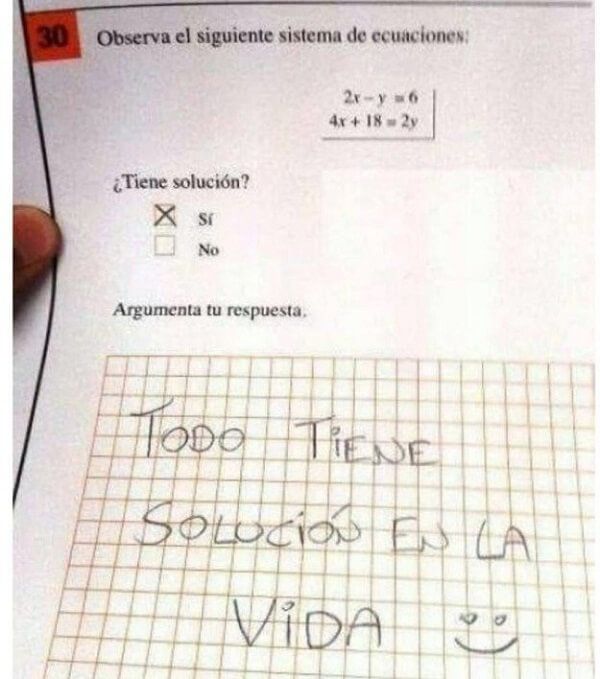 30 Observa el siguiente sistema de ecuaciones:
2x – y = 6
4x + 18 = 2y
¿Tiene solución?
Sí
No
Argumenta tu respuesta.
TODO TIENE
SOLUCIÓN EN LA
VIDA